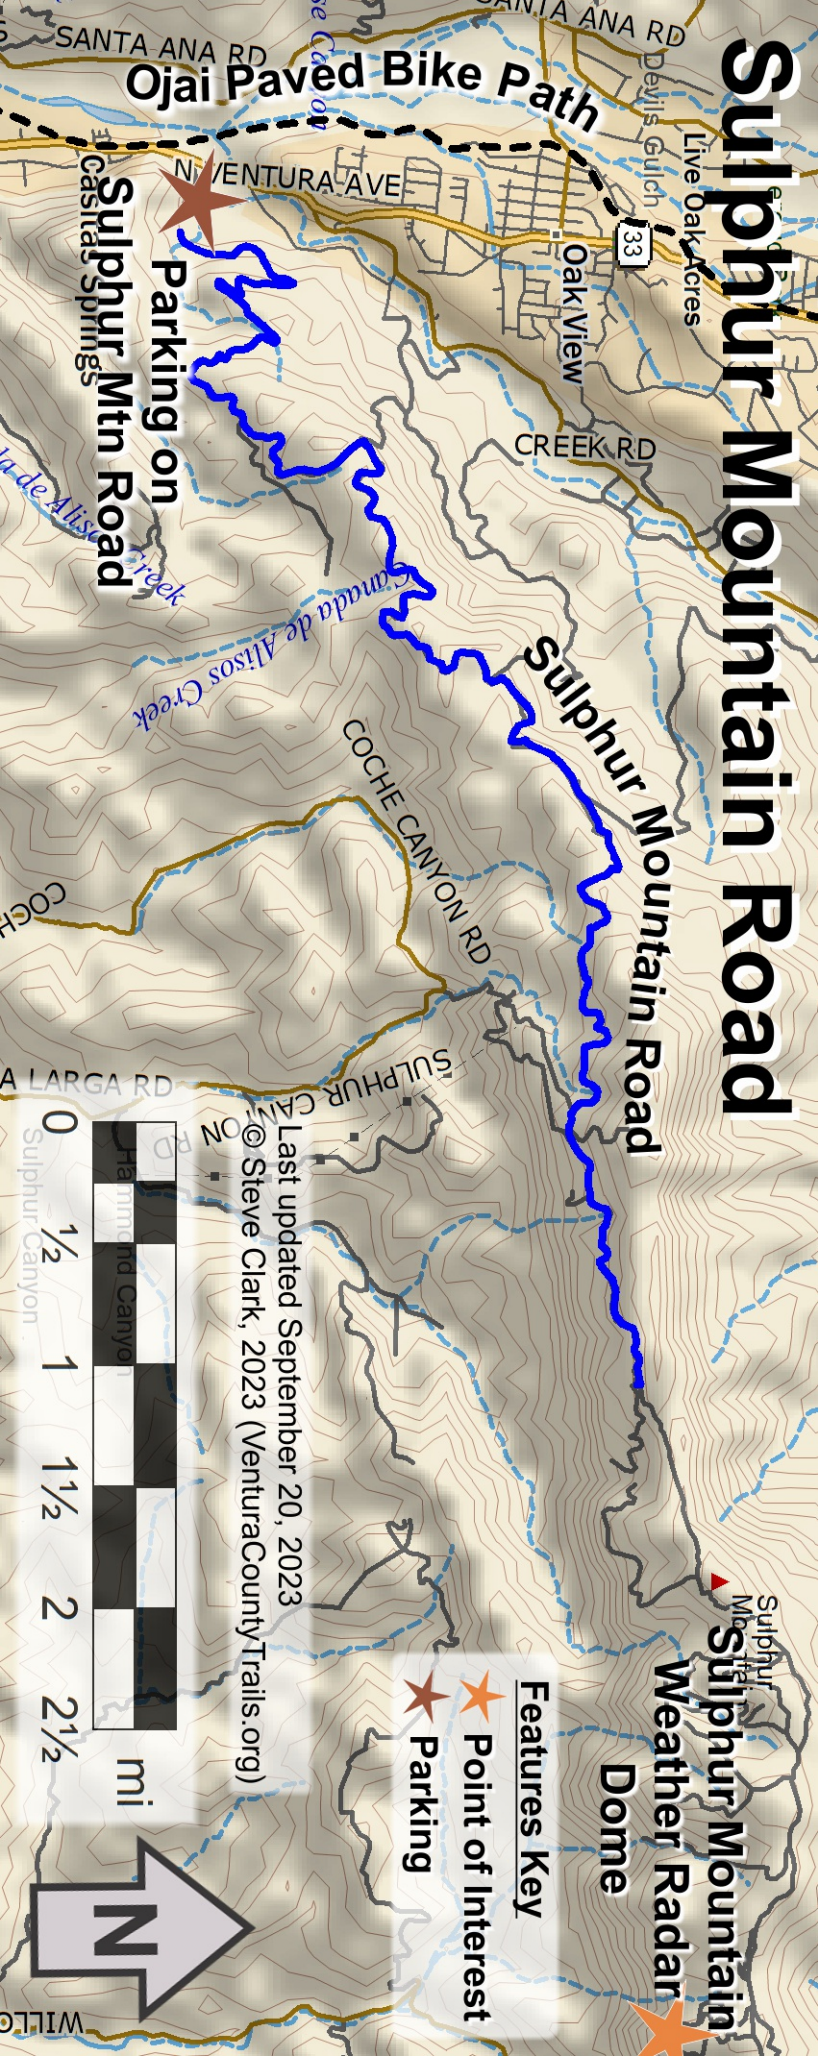 Sulphur Mountain Road
SANTA ANA RD
SANTA ANA RD
Devils Gulch
Live Oak Acres
Ojai Paved Bike Path
33
Oak View
N VENTURA AVE
CREEK RD
Parking on
Sulphur Mtn Road
Casitas Springs
Canada de Alisos Creek
Sulphur Mountain Road
COCHE CANYON RD
SULPHUR CANYON RD
A LARGA RD
Hammond Canyon
Sulphur Canyon
Last updated September 20, 2023
© Steve Clark, 2023 (VenturaCountyTrails.org)
0 ½ 1 1½ 2 2½ mi
Sulphur
Mountain
Sulphur Mountain
Weather Radar
Dome
Features Key
Point of Interest
Parking
N